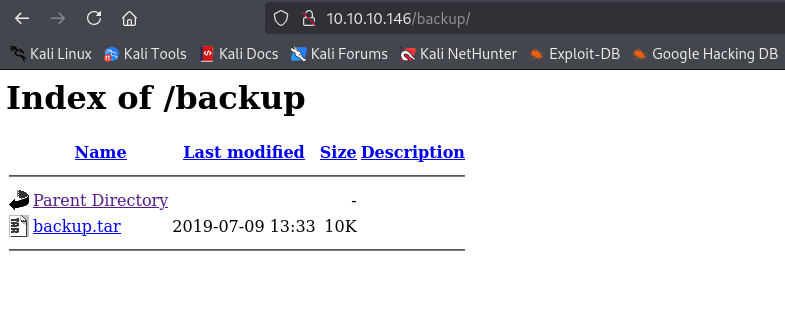 10.10.10.146/backup/
Kali Linux Kali Tools Kali Docs Kali Forums Kali NetHunter Exploit-DB Google Hacking DB
Index of /backup
Name Last modified Size Description
Parent Directory -
backup.tar 2019-07-09 13:33 10K